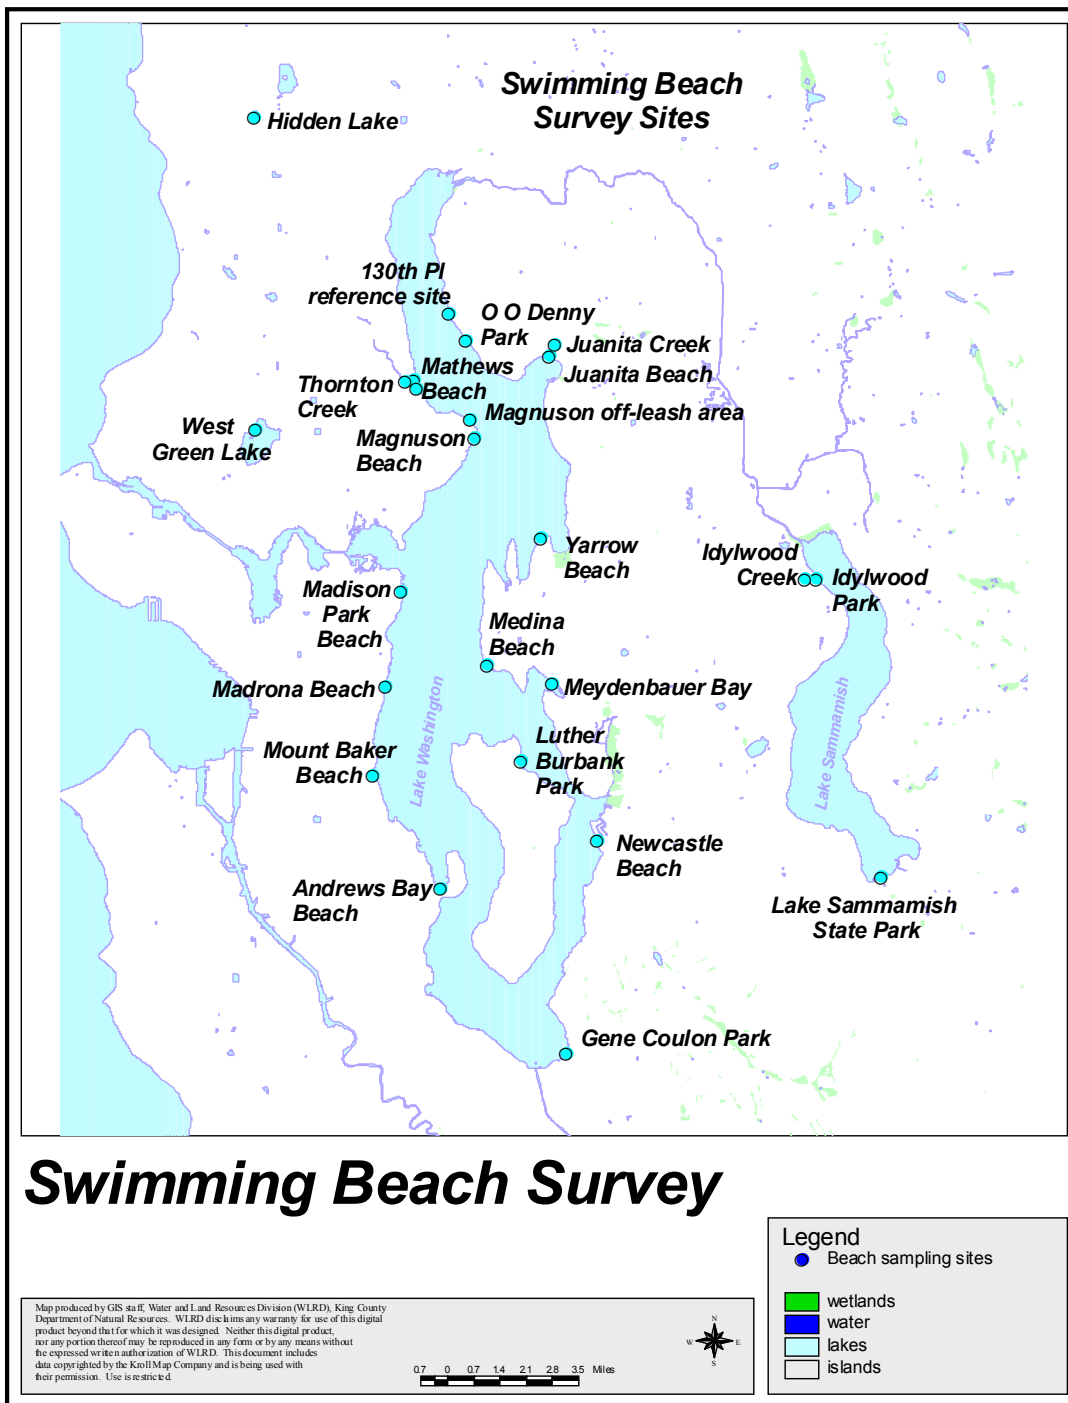 Swimming Beach
Survey Sites
Hidden Lake
130th Pl
reference site
O O Denny
Park
Juanita Creek
Juanita Beach
Mathews
Beach
Thornton
Creek
Magnuson off-leash area
West
Green Lake
Magnuson
Beach
Yarrow
Beach
Idylwood
Creek
Idylwood
Park
Madison
Park
Beach
Medina
Beach
Madrona Beach
Meydenbauer Bay
Lake Washington
Lake Sammamish
Mount Baker
Beach
Luther
Burbank
Park
Newcastle
Beach
Andrews Bay
Beach
Lake Sammamish
State Park
Gene Coulon Park
Swimming Beach Survey
Legend
Beach sampling sites
wetlands
water
lakes
islands
Map produced by GIS staff, Water and Land Resources Division (WLRD), King County
Department of Natural Resources. WLRD disclaims any warranty for use of this digital
product beyond that for which it was designed. Neither this digital product,
nor any portion thereof may be reproduced in any form or by any means without
the expressed written authorization of WLRD. This document includes
data copyrighted by the Kroll Map Company and is being used with
their permission. Use is restricted.
0.7 0 0.7 1.4 2.1 2.8 3.5 Miles
N
W E
S